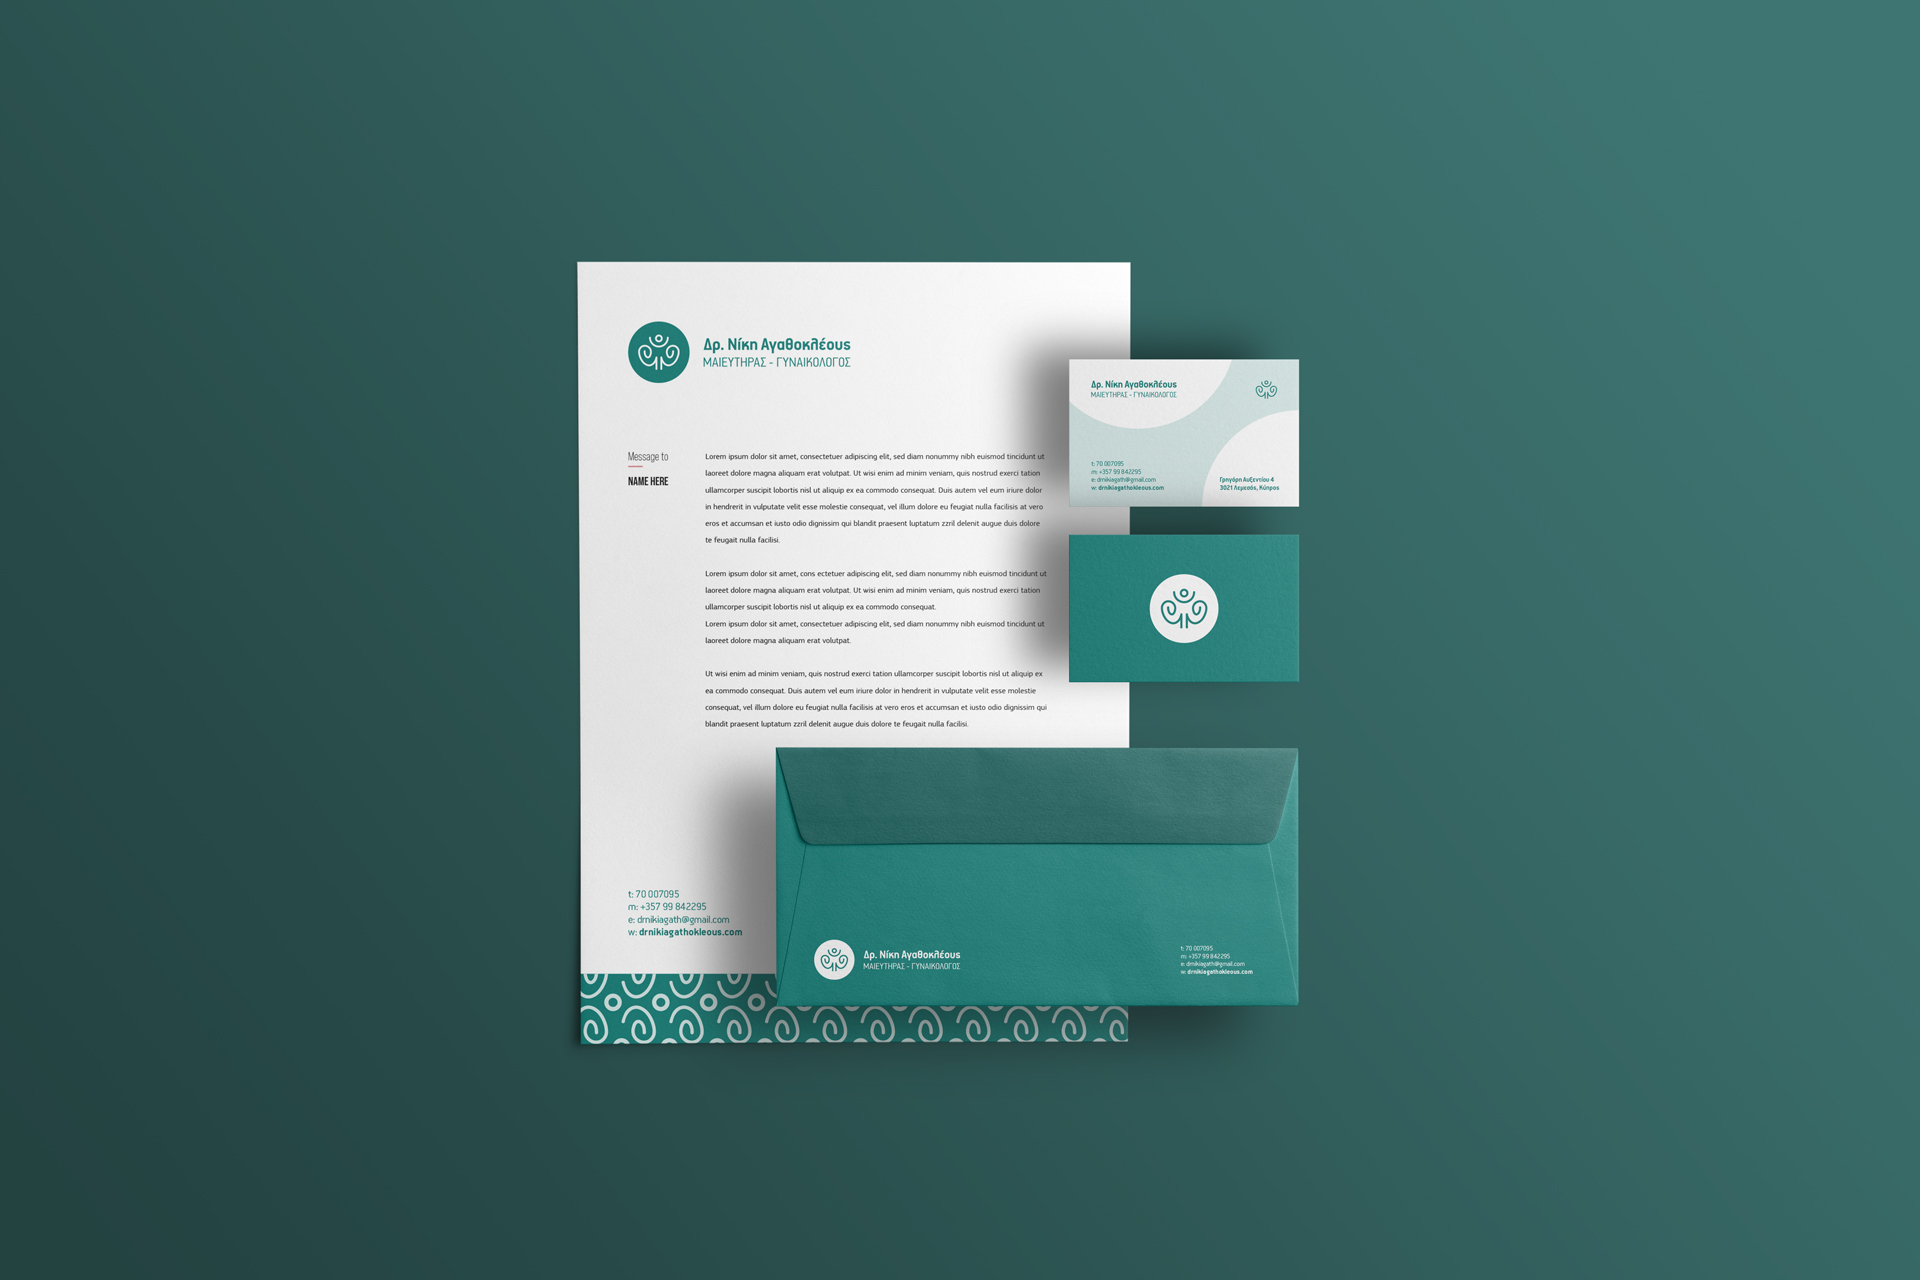 Δρ. Νίκη Αγαθοκλέους
ΜΑΙΕΥΤΗΡΑΣ - ΓΥΝΑΙΚΟΛΟΓΟΣ
Message to
NAME HERE
Lorem ipsum dolor sit amet, consectetuer adipiscing elit, sed diam nonummy nibh euismod tincidunt ut
laoreet dolore magna aliquam erat volutpat. Ut wisi enim ad minim veniam, quis nostrud exerci tation
ullamcorper suscipit lobortis nisl ut aliquip ex ea commodo consequat. Duis autem vel eum iriure dolor
in hendrerit in vulputate velit esse molestie consequat, vel illum dolore eu feugiat nulla facilisis at vero
eros et accumsan et iusto odio dignissim qui blandit praesent luptatum zzril delenit augue duis dolore
te feugait nulla facilisi.
Lorem ipsum dolor sit amet, cons ectetuer adipiscing elit, sed diam nonummy nibh euismod tincidunt ut
laoreet dolore magna aliquam erat volutpat. Ut wisi enim ad minim veniam, quis nostrud exerci tation
ullamcorper suscipit lobortis nisl ut aliquip ex ea commodo consequat.
Lorem ipsum dolor sit amet, consectetuer adipiscing elit, sed diam nonummy nibh euismod tincidunt ut
laoreet dolore magna aliquam erat volutpat.
Ut wisi enim ad minim veniam, quis nostrud exerci tation ullamcorper suscipit lobortis nisl ut aliquip ex
ea commodo consequat. Duis autem vel eum iriure dolor in hendrerit in vulputate velit esse molestie
consequat, vel illum dolore eu feugiat nulla facilisis at vero eros et accumsan et iusto odio dignissim qui
blandit praesent luptatum zzril delenit augue duis dolore te feugait nulla facilisi.
t: 70 007095
m: +357 99 842295
e: drnikiagath@gmail.com
w: drnikiagathokleous.com
Δρ. Νίκη Αγαθοκλέους
ΜΑΙΕΥΤΗΡΑΣ - ΓΥΝΑΙΚΟΛΟΓΟΣ
t: 70 007095
m: +357 99 842295
e: drnikiagath@gmail.com
w: drnikiagathokleous.com
Γρηγόρη Αυξεντίου 4
3021 Λεμεσός, Κύπρος
Δρ. Νίκη Αγαθοκλέους
ΜΑΙΕΥΤΗΡΑΣ - ΓΥΝΑΙΚΟΛΟΓΟΣ
t: 70 007095
m: +357 99 842295
e: drnikiagath@gmail.com
w: drnikiagathokleous.com